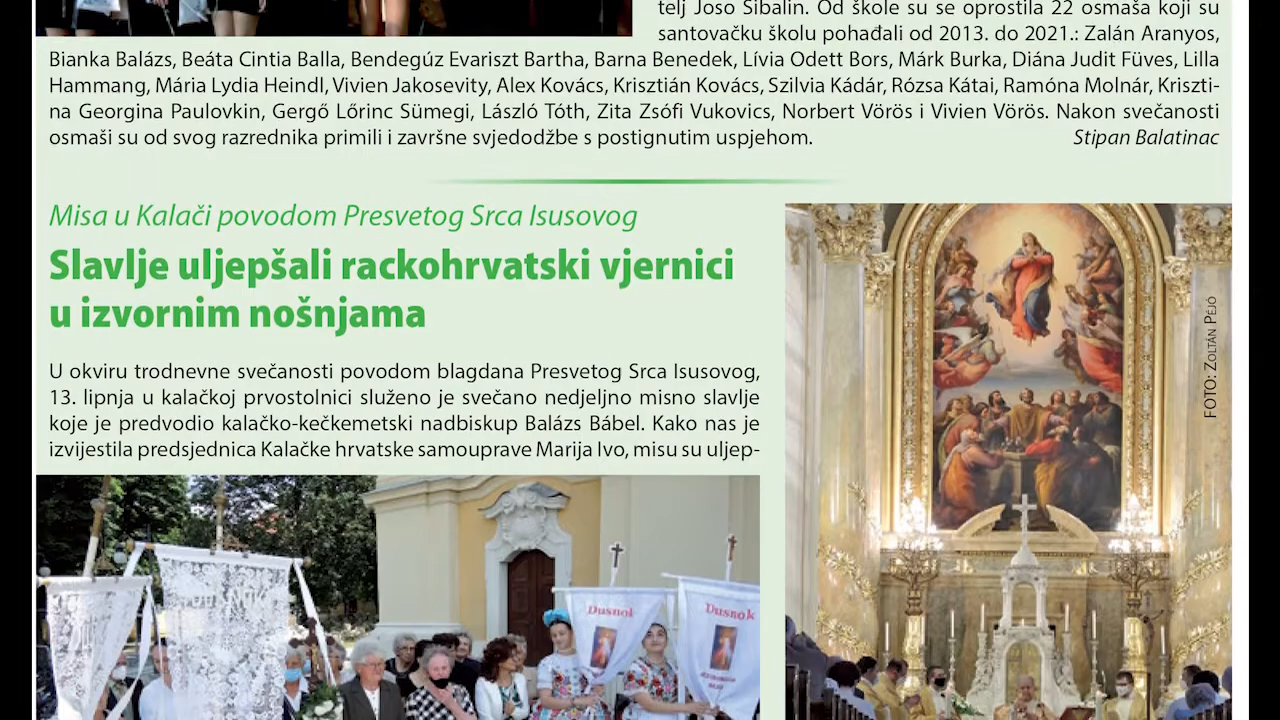 telj Joso Šibalin. Od škole su se oprostila 22 osmaša koji su
santovačku školu pohađali od 2013. do 2021.: Zalán Aranyos,
Bianka Balázs, Beáta Cintia Balla, Bendegúz Evariszt Bartha, Barna Benedek, Lívia Odett Bors, Márk Burka, Diána Judit Füves, Lilla
Hammang, Mária Lydia Heindl, Vivien Jakosevity, Alex Kovács, Krisztián Kovács, Szilvia Kádár, Rózsa Kátai, Ramóna Molnár, Kriszti-
na Georgina Paulovkin, Gergő Lőrinc Sümegi, László Tóth, Zita Zsófi Vukovics, Norbert Vörös i Vivien Vörös. Nakon svečanosti
osmaši su od svog razrednika primili i završne svjedodžbe s postignutim uspjehom.
Stipan Balatinac
Misa u Kalači povodom Presvetog Srca Isusovog
Slavlje uljepšali rackohrvatski vjernici
u izvornim nošnjama
U okviru trodnevne svečanosti povodom blagdana Presvetog Srca Isusovog,
13. lipnja u kalačkoj prvostolnici služeno je svečano nedjeljno misno slavlje
koje je predvodio kalačko-kečkemetski nadbiskup Balázs Bábel. Kako nas je
izvijestila predsjednica Kalačke hrvatske samouprave Marija Ivo, misu su uljep-
FOTO: ZOLTÁN PÉJÓ
Dusnok
Dusnok